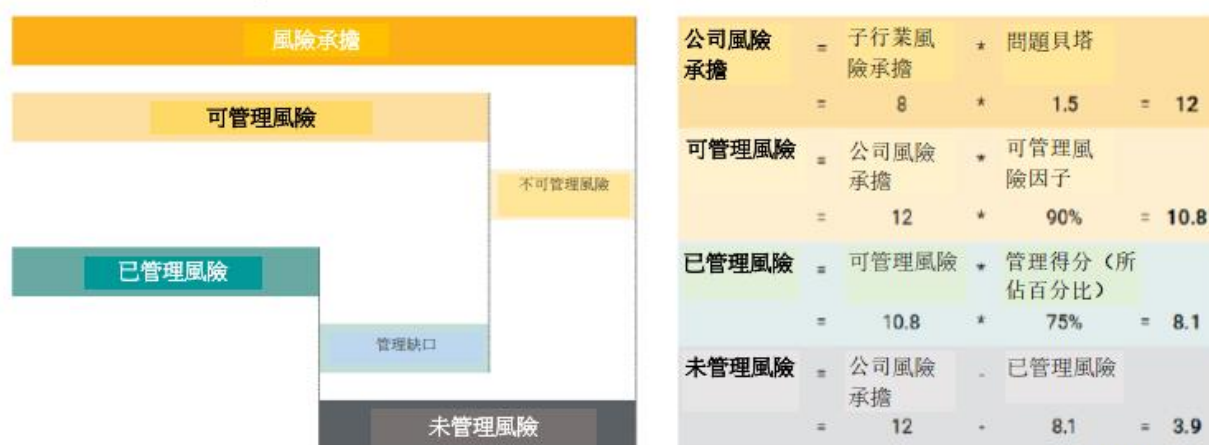 風險承擔
可管理風險
不可管理風險
已管理風險
管理缺口
未管理風險
公司風險 = 子行業風 * 問題貝塔
承擔 險承擔
= 8 * 1.5 = 12
可管理風險 = 公司風險 * 可管理風
承擔 險因子
= 12 * 90% = 10.8
已管理風險 = 可管理風險 * 管理得分（所
佔百分比）
= 10.8 * 75% = 8.1
未管理風險 = 公司風險 - 已管理風險
承擔
= 12 - 8.1 = 3.9